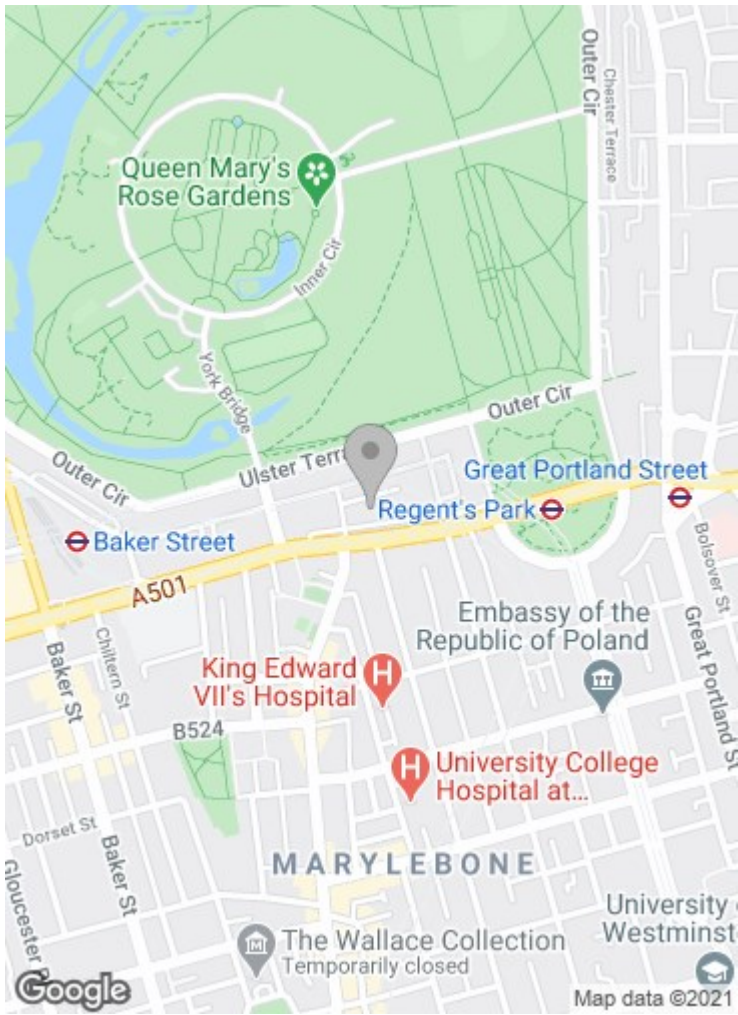 Outer Cir
Chester Terrace
Queen Mary's
Rose Gardens
Inner Cir
York Bridge
Outer Cir
Ulster Terra
Outer Cir
Great Portland Street
Regent's Park
Baker Street
A501
Bolsover St
Embassy of the
Republic of Poland
Great Portland St
Chiltern St
Baker St
King Edward
VII's Hospital
B524
University College
Hospital at...
Dorset St
Baker St
MARYLEBONE
Gloucester Pl
University
Westminst
The Wallace Collection
Temporarily closed
Google
Map data ©2021